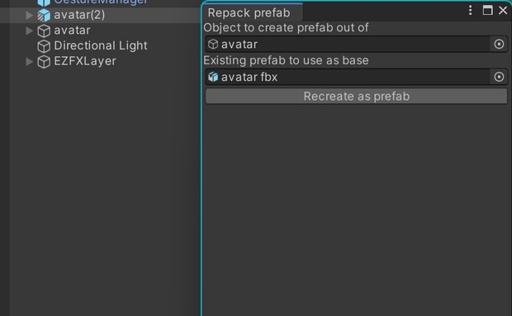 GestureManager
avatar(2)
avatar
Directional Light
EZFXLayer
Repack prefab
Object to create prefab out of
avatar
Existing prefab to use as base
avatar fbx
Recreate as prefab